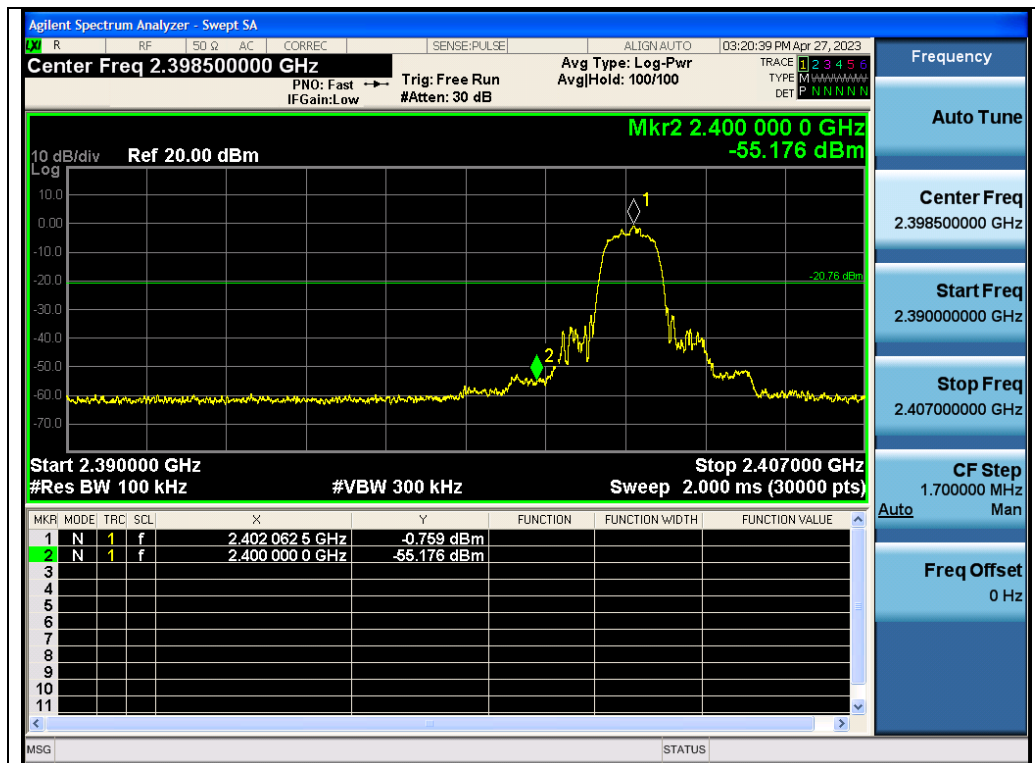 Agilent Spectrum Analyzer - Swept SA
LXI R RF 50 Ω AC CORREC SENSE:PULSE ALIGN AUTO 03:20:39 PM Apr 27, 2023
Center Freq 2.398500000 GHz
PNO: Fast
IFGain:Low
Trig: Free Run
#Atten: 30 dB
Avg Type: Log-Pwr
Avg|Hold: 100/100
TRACE 1 2 3 4 5 6
TYPE M WWWWW
DET P N N N N N
Mkr2 2.400 000 0 GHz
-55.176 dBm
10 dB/div Ref 20.00 dBm
Log
10.0
0.00
-10.0
-20.0
-30.0
-40.0
-50.0
-60.0
-70.0
1
2
-20.76 dBm
Start 2.390000 GHz Stop 2.407000 GHz
#Res BW 100 kHz #VBW 300 kHz Sweep 2.000 ms (30000 pts)
MKR MODE TRC SCL X Y FUNCTION FUNCTION WIDTH FUNCTION VALUE
1 N 1 f 2.402 062 5 GHz -0.759 dBm
2 N 1 f 2.400 000 0 GHz -55.176 dBm
3
4
5
6
7
8
9
10
11
MSG STATUS
Frequency
Auto Tune
Center Freq
2.398500000 GHz
Start Freq
2.390000000 GHz
Stop Freq
2.407000000 GHz
CF Step
1.700000 MHz
Auto Man
Freq Offset
0 Hz